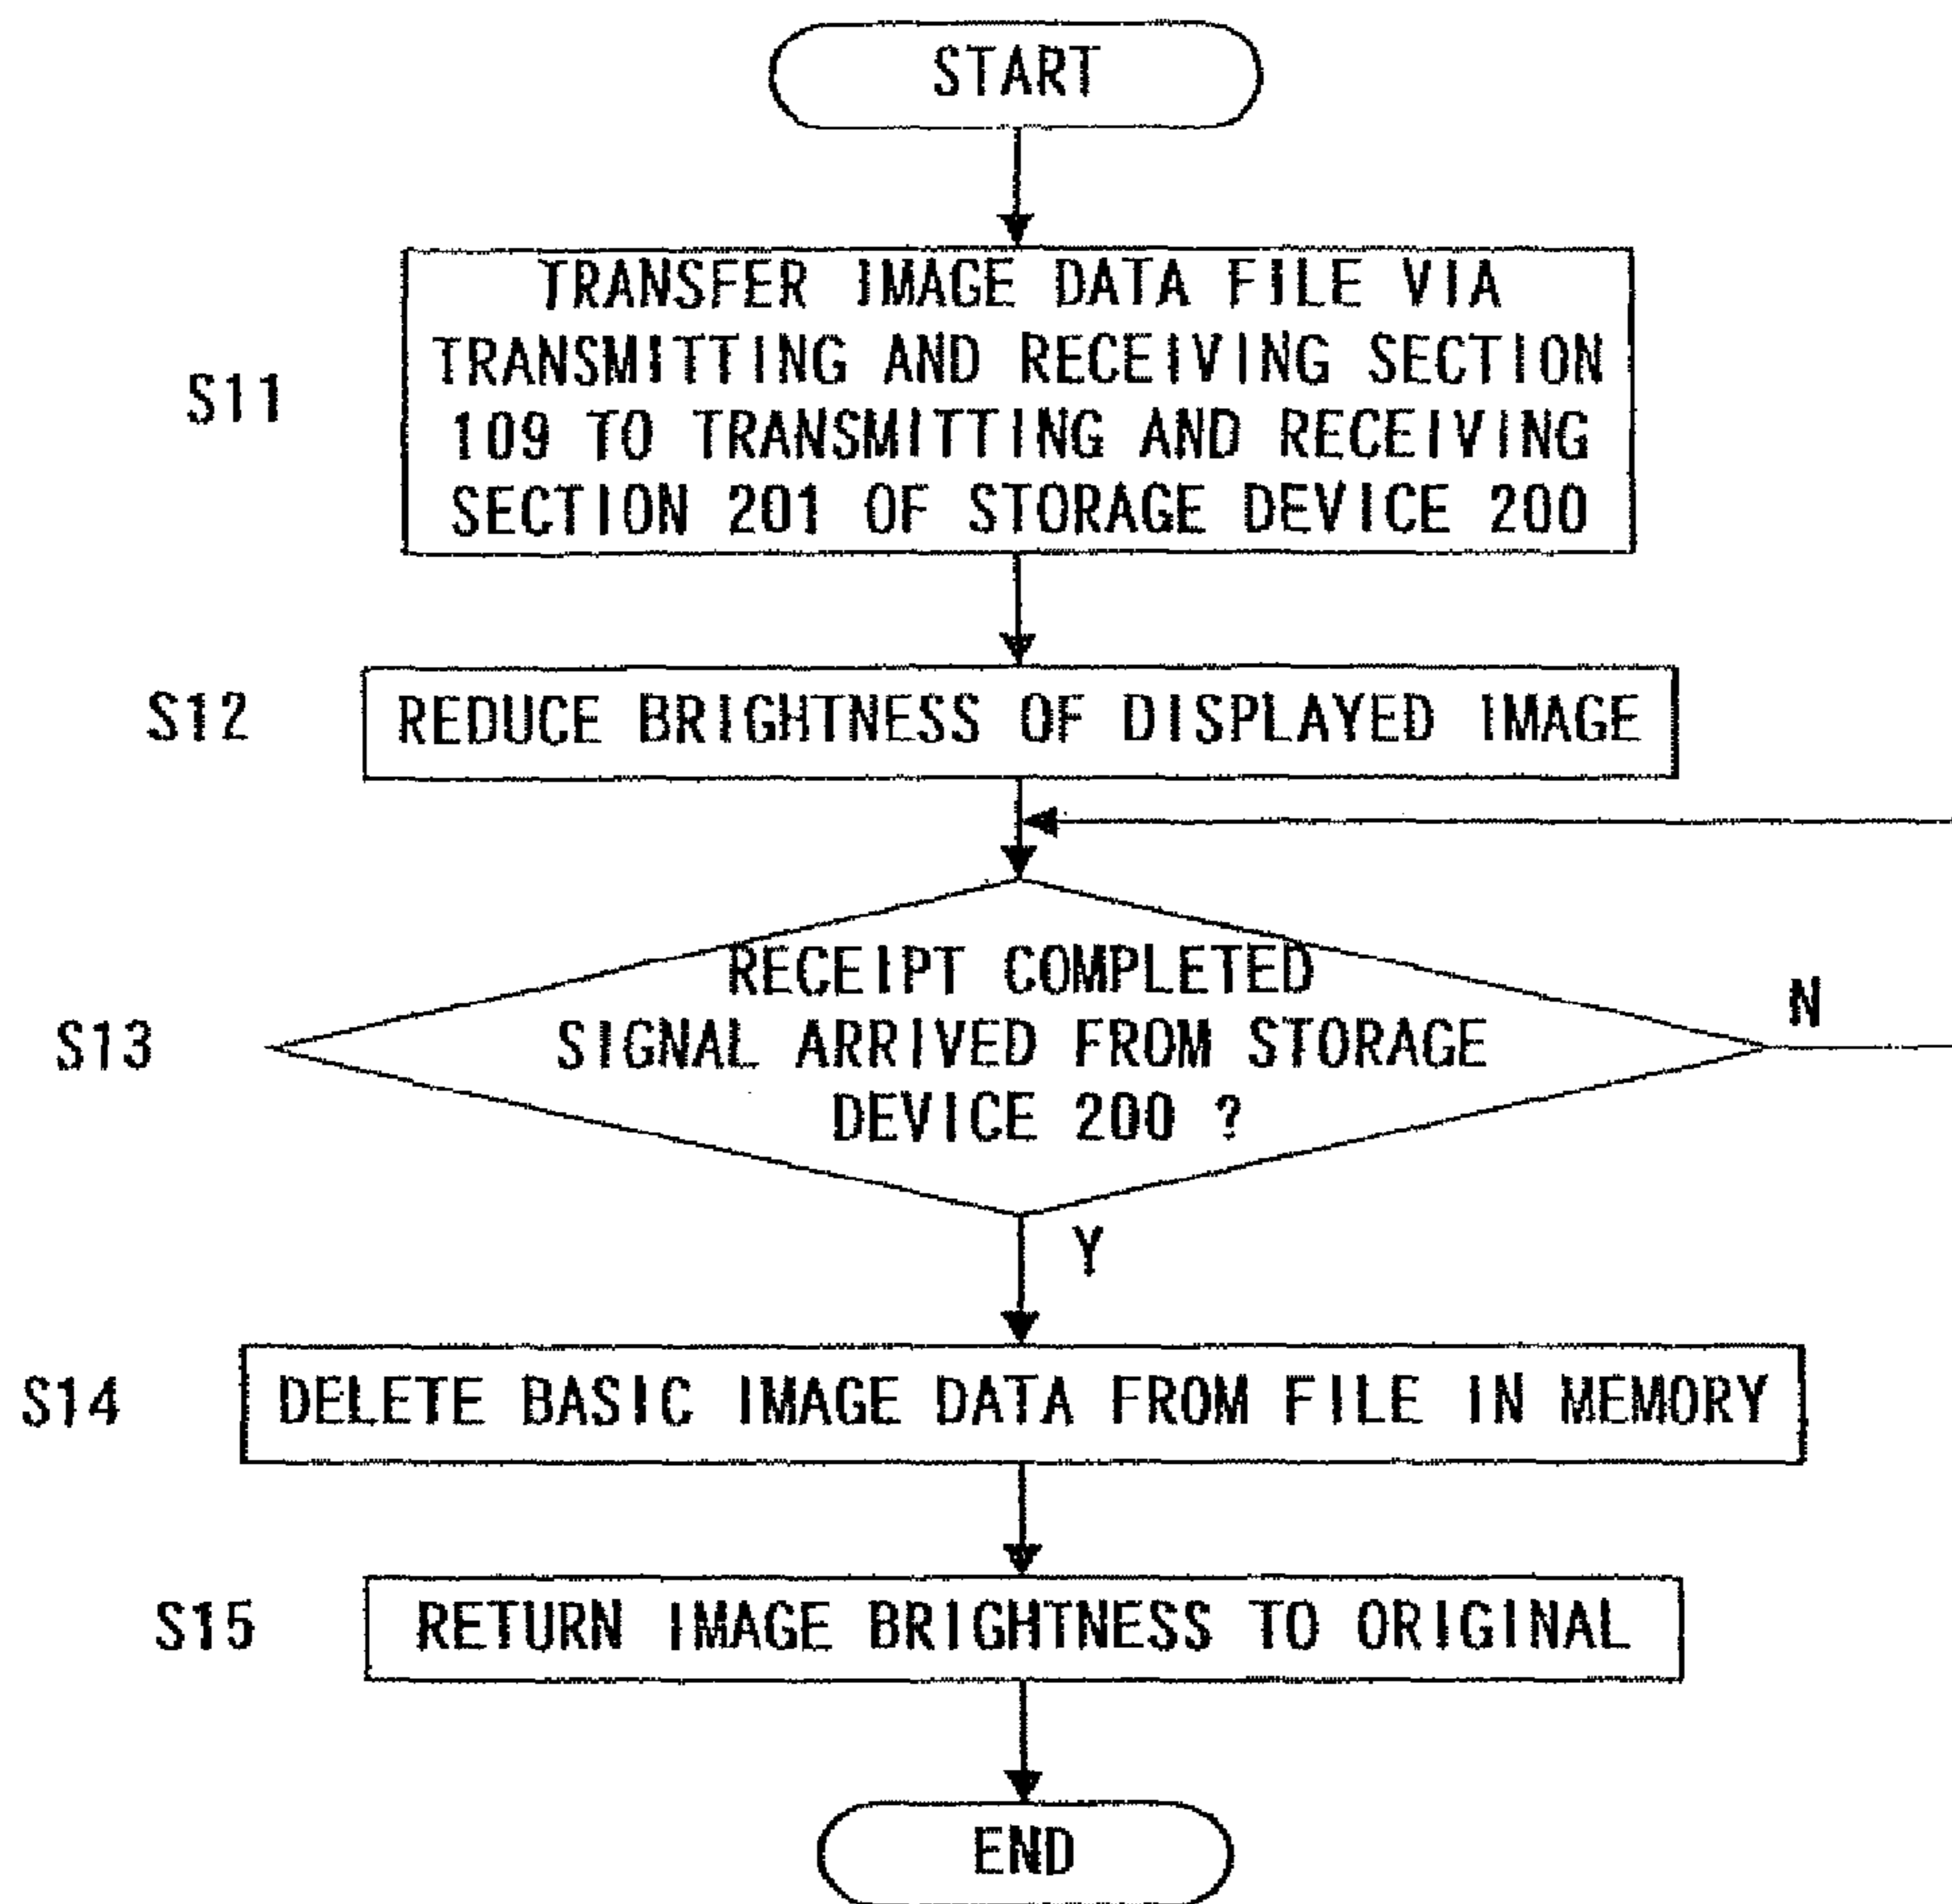 START
S11
TRANSFER IMAGE DATA FILE VIA
TRANSMITTING AND RECEIVING SECTION
109 TO TRANSMITTING AND RECEIVING
SECTION 201 OF STORAGE DEVICE 200
S12
REDUCE BRIGHTNESS OF DISPLAYED IMAGE
S13
RECEIPT COMPLETED
SIGNAL ARRIVED FROM STORAGE
DEVICE 200 ?
N
Y
S14
DELETE BASIC IMAGE DATA FROM FILE IN MEMORY
S15
RETURN IMAGE BRIGHTNESS TO ORIGINAL
END